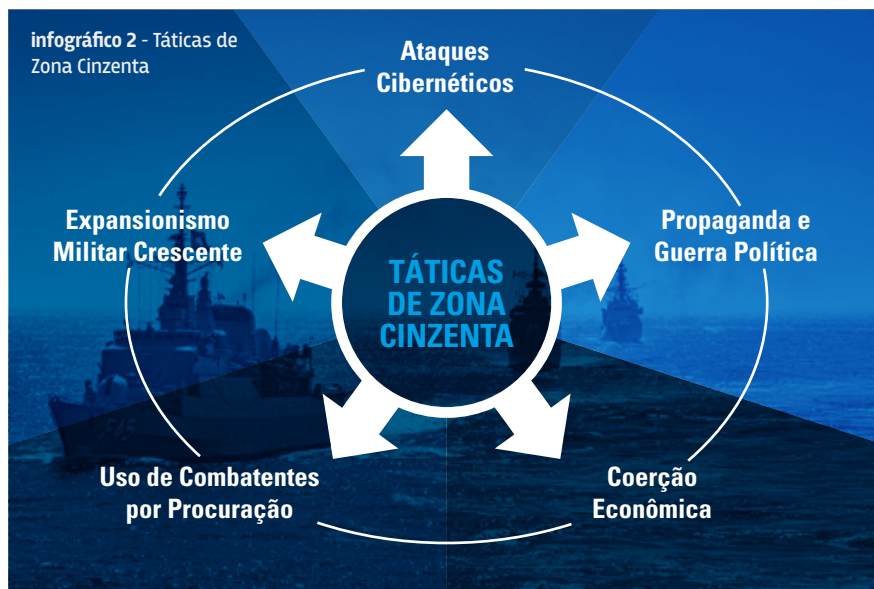 infográfico 2 - Táticas de
Zona Cinzenta
Ataques
Cibernéticos
Expansionismo
Militar Crescente
Propaganda e
Guerra Política
TÁTICAS
DE ZONA
CINZENTA
Uso de Combatentes
por Procuração
Coerção
Econômica
F45